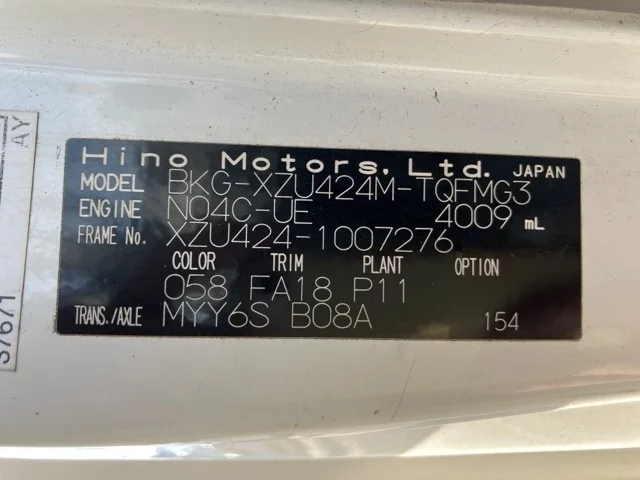 Hino Motors, Ltd. JAPAN
MODEL BKG-XZU424M-TQFMG3
ENGINE N04C-UE 4009 mL
FRAME No. XZU424-1007276
COLOR TRIM PLANT OPTION
058 FA18 P11
TRANS./AXLE MYY6S B08A 154
AY